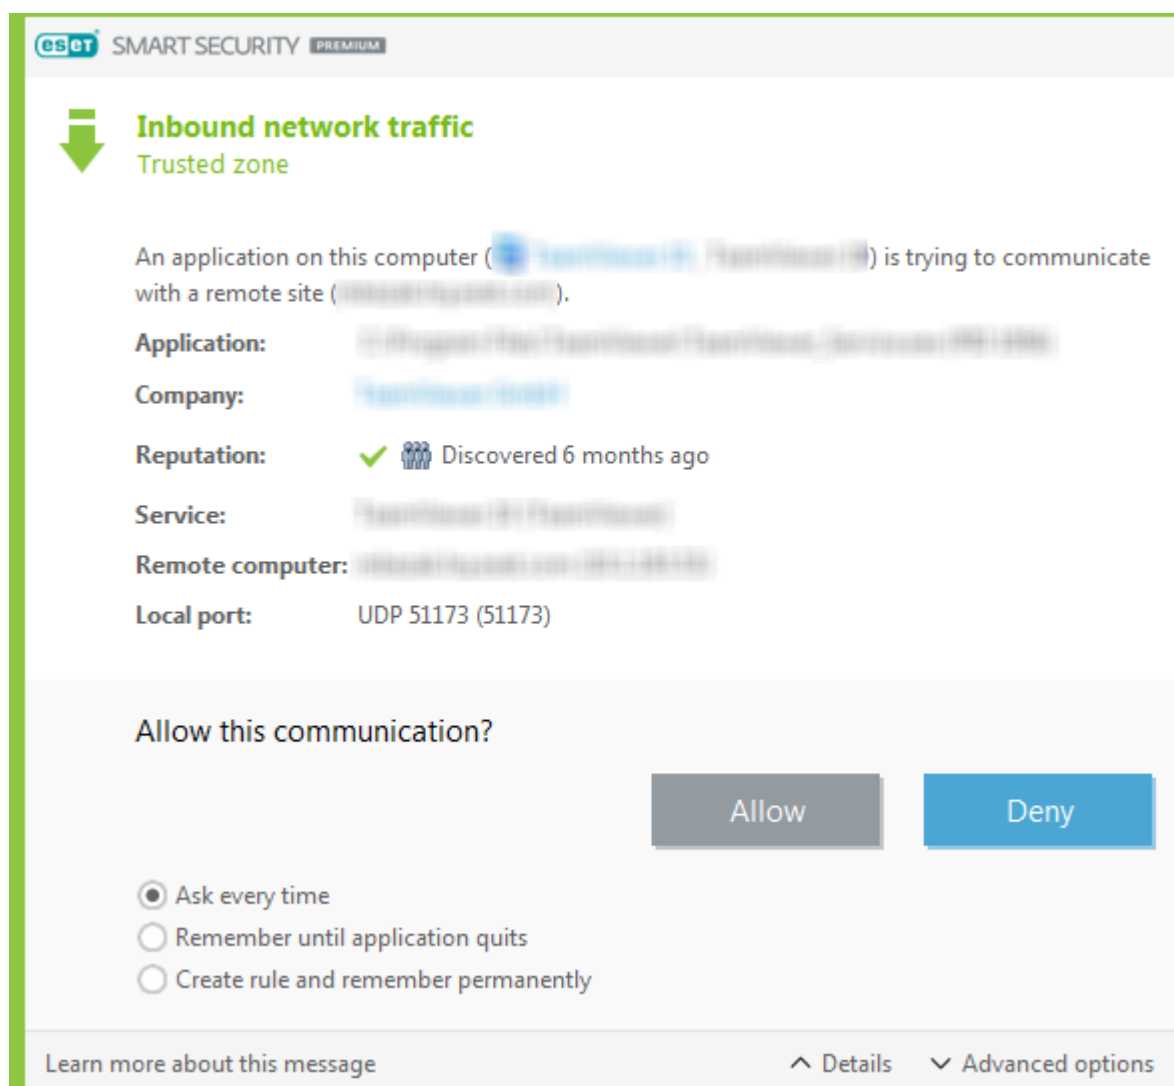 eseT SMART SECURITY PREMIUM
Inbound network traffic
Trusted zone
An application on this computer ( ) is trying to communicate
with a remote site ( ).
Application:
Company:
Reputation: Discovered 6 months ago
Service:
Remote computer:
Local port: UDP 51173 (51173)
Allow this communication?
Allow Deny
Ask every time
Remember until application quits
Create rule and remember permanently
Learn more about this message Details Advanced options